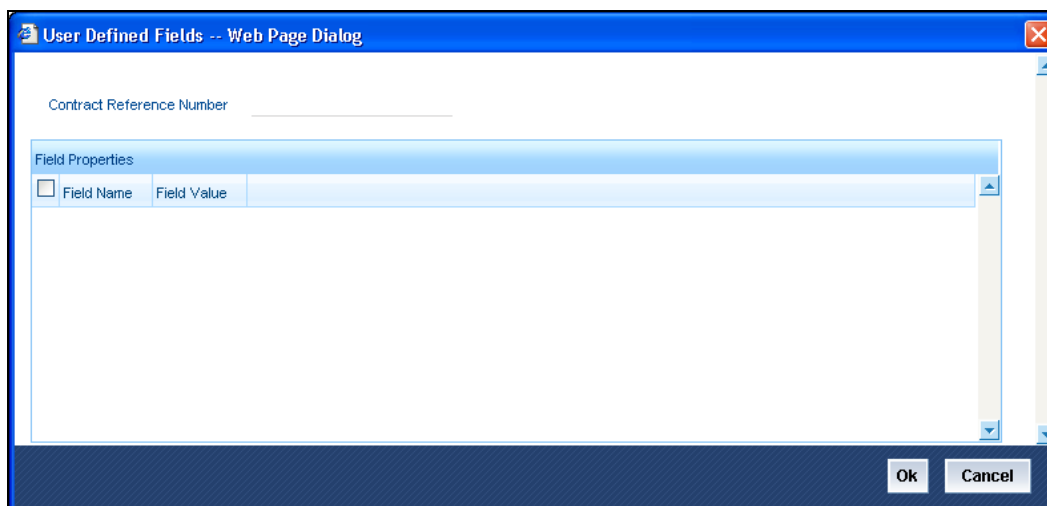 User Defined Fields -- Web Page Dialog
Contract Reference Number
Field Properties
Field Name Field Value
Ok Cancel